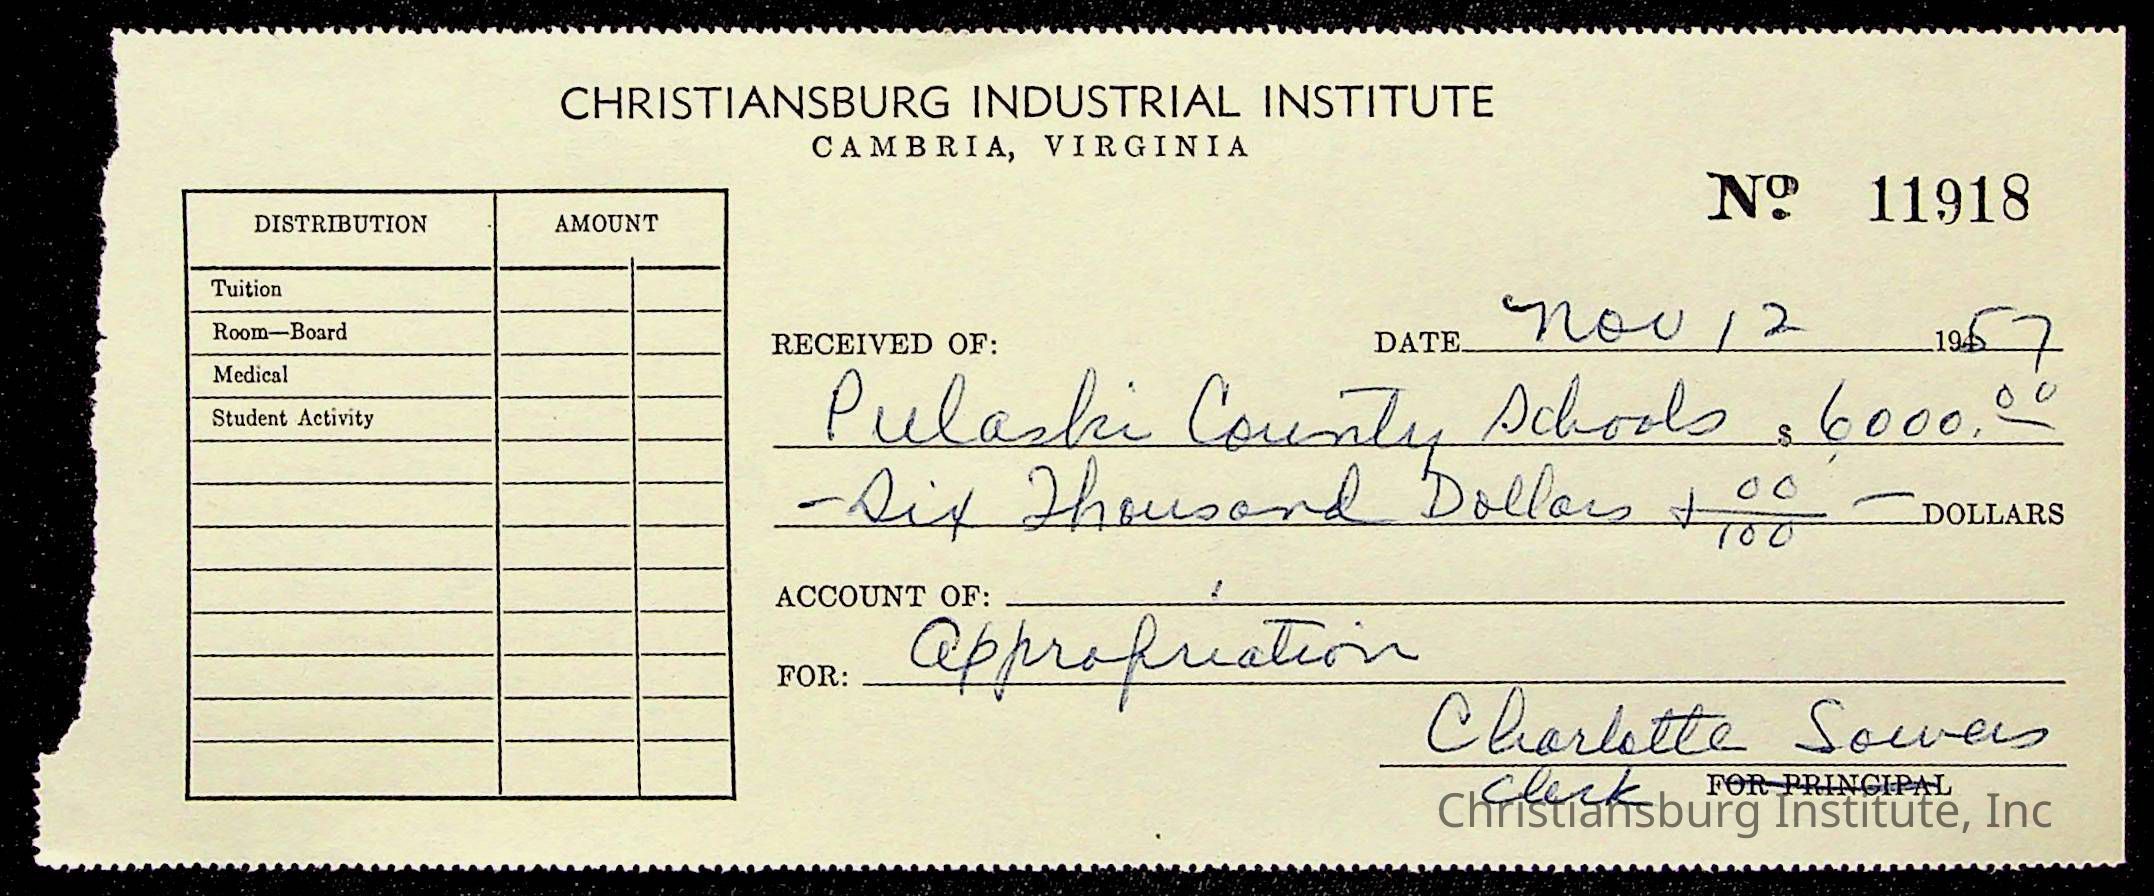 CHRISTIANSBURG INDUSTRIAL INSTITUTE
CAMBRIA, VIRGINIA
No. 11918
DISTRIBUTION AMOUNT
Tuition
Room—Board
Medical
Student Activity
RECEIVED OF: DATE Nov 12 1957
Pulaski County Schools $ 6000.00
- Six Thousand Dollars + 00/100 — DOLLARS
ACCOUNT OF:
FOR: Appropriation
Charlotte Sowers
Clerk FOR PRINCIPAL
Christiansburg Institute, Inc